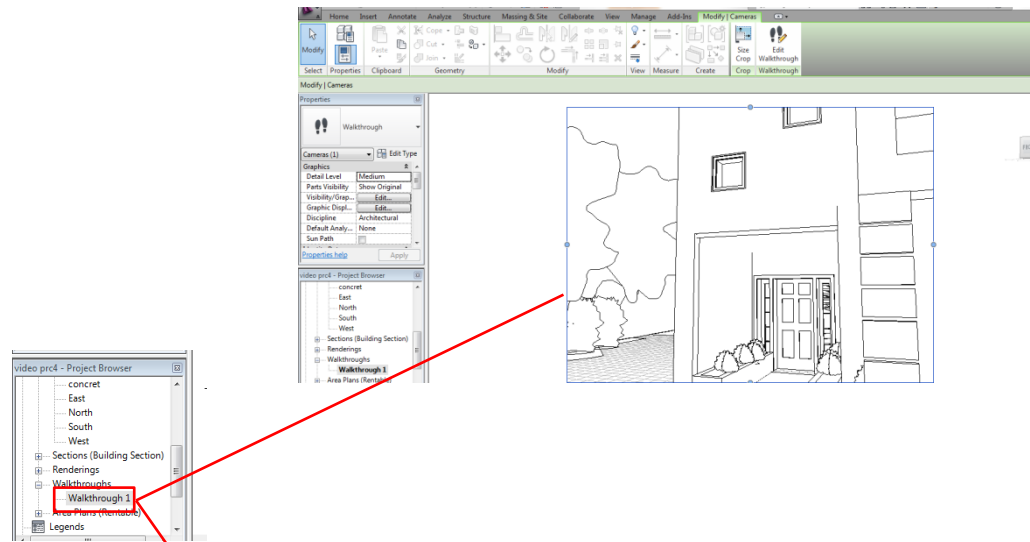 Home Insert Annotate Analyze Structure Massing & Site Collaborate View Manage Add-Ins Modify | Cameras
Modify
Paste
Cope
Cut
Join
Size Crop
Edit Walkthrough
Select Properties Clipboard Geometry Modify View Measure Create Crop Walkthrough
Modify | Cameras
Properties
Walkthrough
Cameras (1) Edit Type
Graphics
Detail Level Medium
Parts Visibility Show Original
Visibility/Grap... Edit...
Graphic Displ... Edit...
Discipline Architectural
Default Analy... None
Sun Path
Properties help Apply
video prc4 - Project Browser
concret
East
North
South
West
Sections (Building Section)
Renderings
Walkthroughs
Walkthrough 1
Area Plans (Rentable)
video prc4 - Project Browser
concret
East
North
South
West
Sections (Building Section)
Renderings
Walkthroughs
Walkthrough 1
Area Plans (Rentable)
Legends